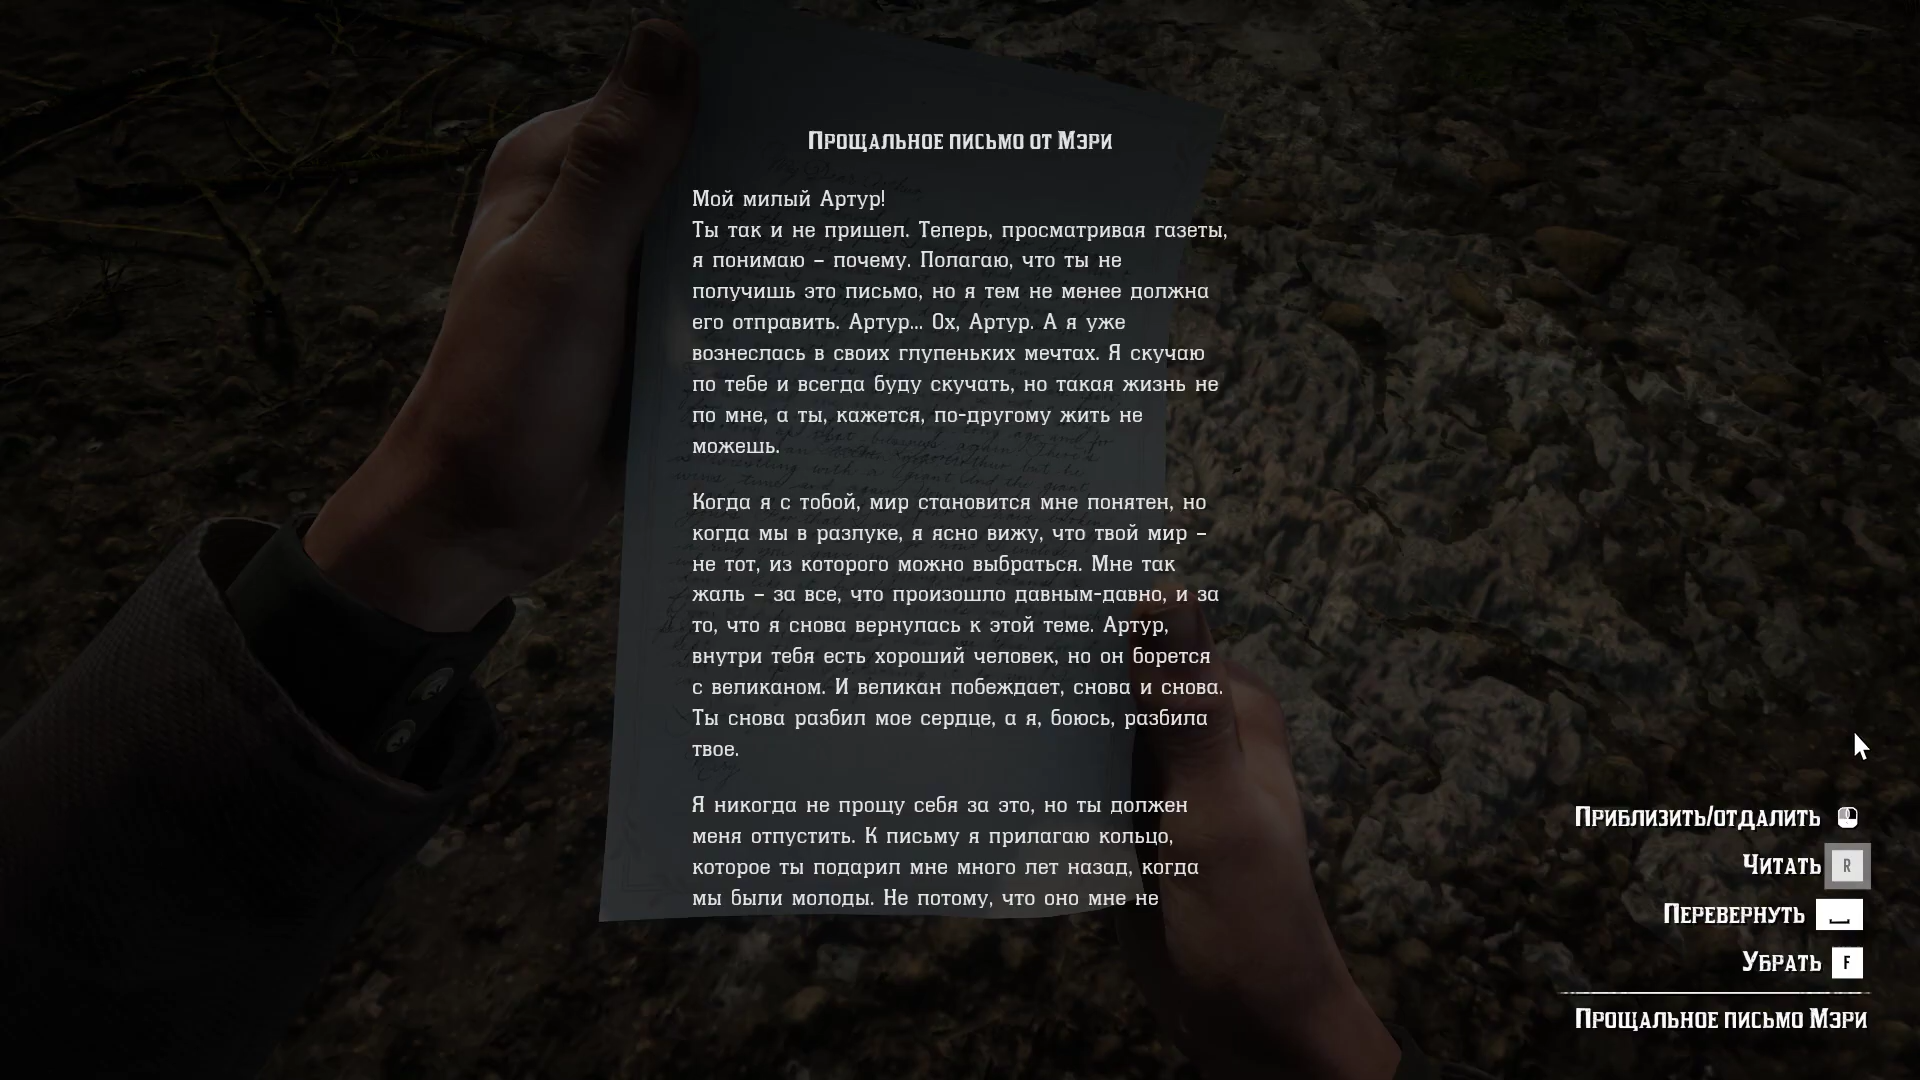 Прощальное письмо от Мэри
Мой милый Артур!
Ты так и не пришел. Теперь, просматривая газеты,
я понимаю – почему. Полагаю, что ты не
получишь это письмо, но я тем не менее должна
его отправить. Артур... Ох, Артур. А я уже
вознеслась в своих глупеньких мечтах. Я скучаю
по тебе и всегда буду скучать, но такая жизнь не
по мне, а ты, кажется, по-другому жить не
можешь.
Когда я с тобой, мир становится мне понятен, но
когда мы в разлуке, я ясно вижу, что твой мир –
не тот, из которого можно выбраться. Мне так
жаль – за все, что произошло давным-давно, и за
то, что я снова вернулась к этой теме. Артур,
внутри тебя есть хороший человек, но он борется
с великаном. И великан побеждает, снова и снова.
Ты снова разбил мое сердце, а я, боюсь, разбила
твое.
Я никогда не прощу себя за это, но ты должен
меня отпустить. К письму я прилагаю кольцо,
которое ты подарил мне много лет назад, когда
мы были молоды. Не потому, что оно мне не
Приблизить/отдалить
Читать R
Перевернуть
Убрать F
Прощальное письмо Мэри